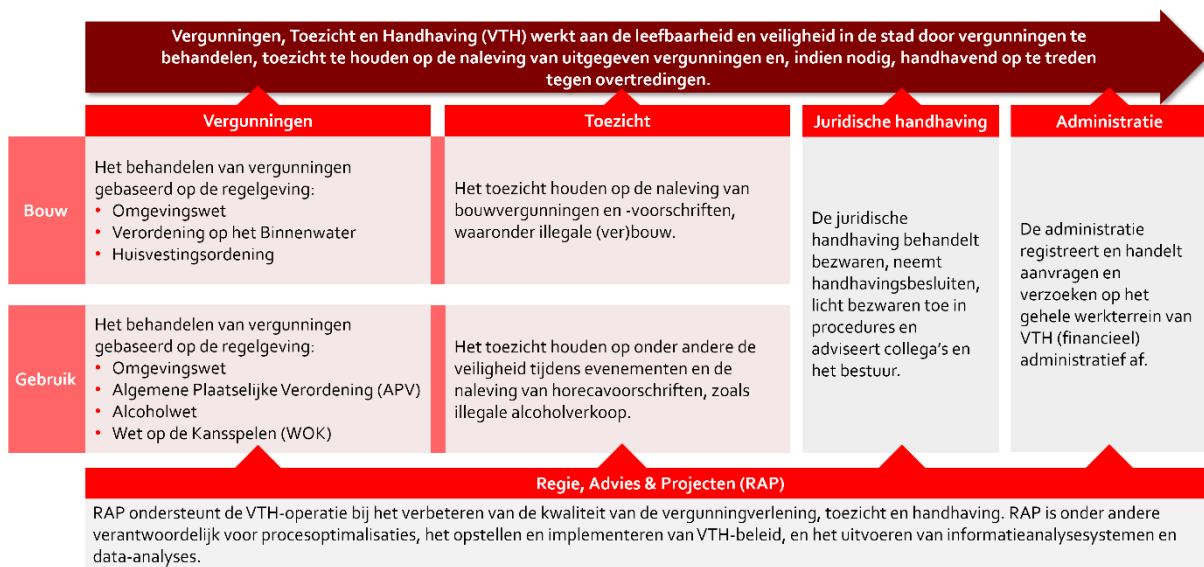 Vergunningen, Toezicht en Handhaving (VTH) werkt aan de leefbaarheid en veiligheid in de stad door vergunningen te
behandelen, toezicht te houden op de naleving van uitgegeven vergunningen en, indien nodig, handhavend op te treden
tegen overtredingen.
Vergunningen
Toezicht
Juridische handhaving
Administratie
Bouw
Het behandelen van vergunningen
gebaseerd op de regelgeving:
• Omgevingswet
• Verordening op het Binnenwater
• Huisvestingsordening
Het toezicht houden op de naleving van
bouwvergunningen en -voorschriften,
waaronder illegale (ver)bouw.
Gebruik
Het behandelen van vergunningen
gebaseerd op de regelgeving:
• Omgevingswet
• Algemene Plaatselijke Verordening (APV)
• Alcoholwet
• Wet op de Kansspelen (WOK)
Het toezicht houden op onder andere de
veiligheid tijdens evenementen en de
naleving van horecavoorschriften, zoals
illegale alcoholverkoop.
De juridische
handhaving behandelt
bezwaren, neemt
handhavingsbesluiten,
licht bezwaren toe in
procedures en
adviseert collega's en
het bestuur.
De administratie
registreert en handelt
aanvragen en
verzoeken op het
gehele werkterrein van
VTH (financieel)
administratief af.
Regie, Advies & Projecten (RAP)
RAP ondersteunt de VTH-operatie bij het verbeteren van de kwaliteit van de vergunningverlening, toezicht en handhaving. RAP is onder andere
verantwoordelijk voor procesoptimalisaties, het opstellen en implementeren van VTH-beleid, en het uitvoeren van informatieanalysesystemen en
data-analyses.